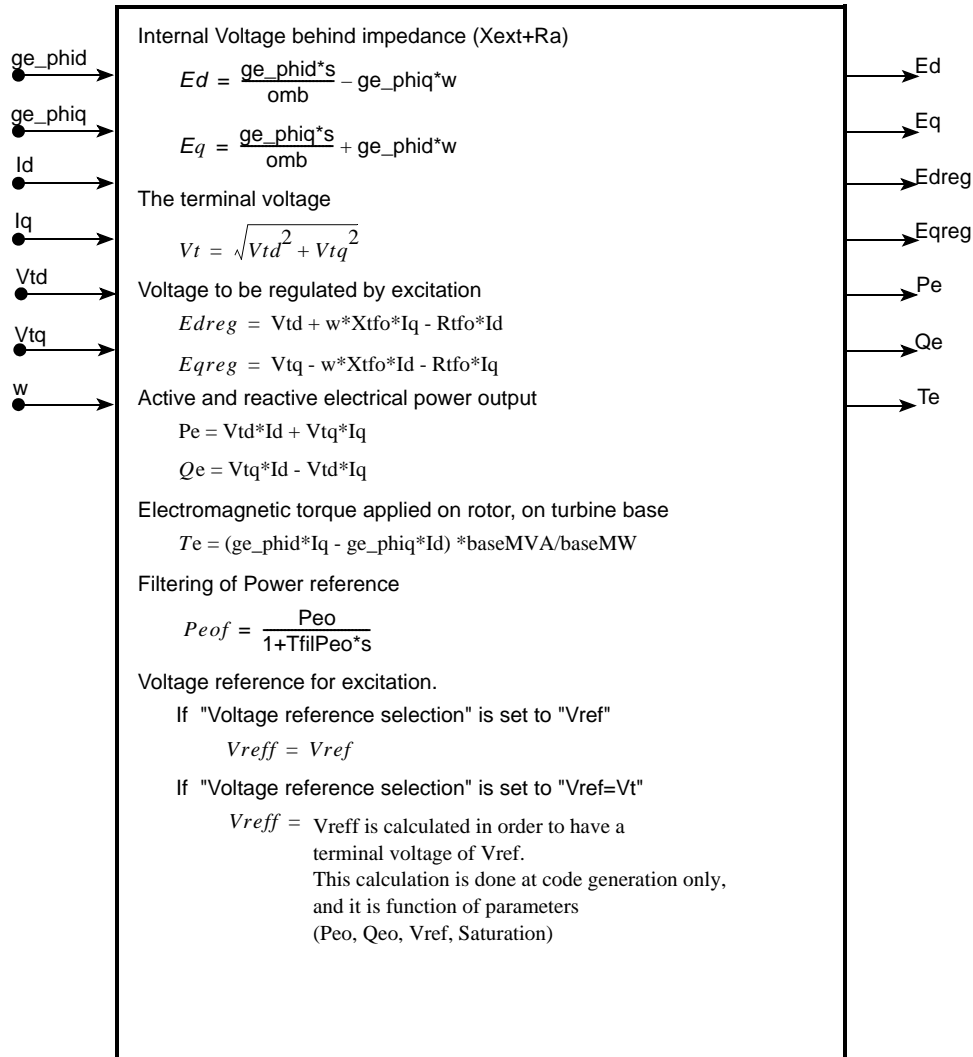 ge_phid
ge_phiq
Id
Iq
Vtd
Vtq
w
Internal Voltage behind impedance (Xext+Ra)
Ed = ge_phid*s / omb – ge_phiq*w
Eq = ge_phiq*s / omb + ge_phid*w
The terminal voltage
Vt = √(Vtd² + Vtq²)
Voltage to be regulated by excitation
Edreg = Vtd + w*Xtfo*Iq - Rtfo*Id
Eqreg = Vtq - w*Xtfo*Id - Rtfo*Iq
Active and reactive electrical power output
Pe = Vtd*Id + Vtq*Iq
Qe = Vtq*Id - Vtd*Iq
Electromagnetic torque applied on rotor, on turbine base
Te = (ge_phid*Iq - ge_phiq*Id) *baseMVA/baseMW
Filtering of Power reference
Peof = Peo / 1+TfilPeo*s
Voltage reference for excitation.
If "Voltage reference selection" is set to "Vref"
Vreff = Vref
If "Voltage reference selection" is set to "Vref=Vt"
Vreff = Vreff is calculated in order to have a
terminal voltage of Vref.
This calculation is done at code generation only,
and it is function of parameters
(Peo, Qeo, Vref, Saturation)
Ed
Eq
Edreg
Eqreg
Pe
Qe
Te